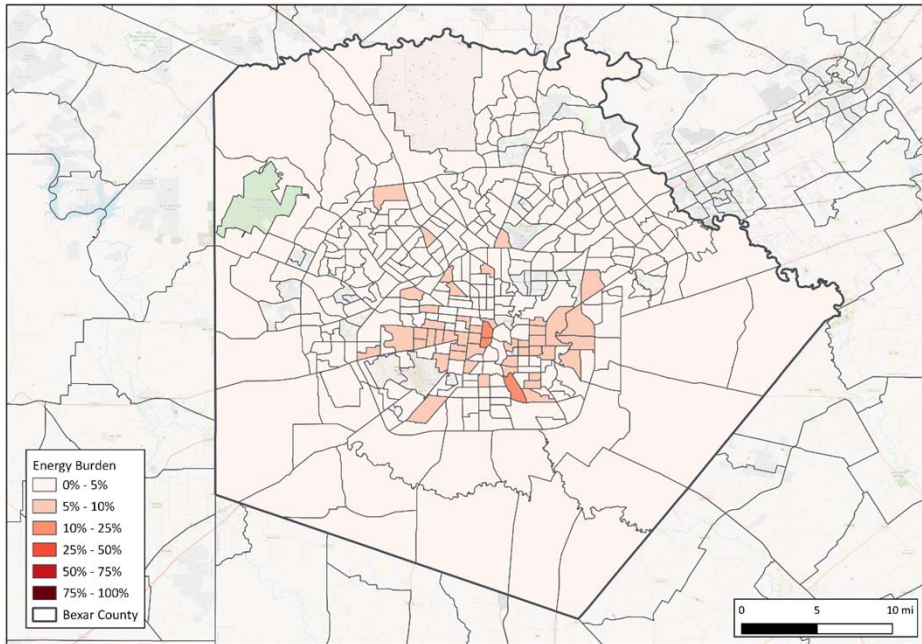 Energy Burden
0% - 5%
5% - 10%
10% - 25%
25% - 50%
50% - 75%
75% - 100%
Bexar County
0 5 10 mi